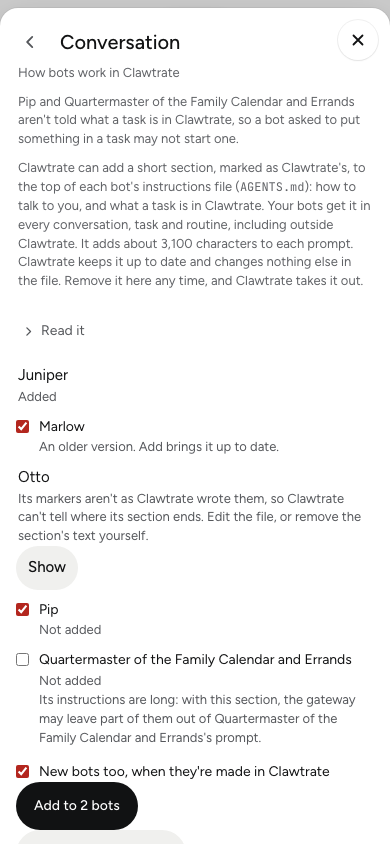 Conversation
How bots work in Clawtrate
Pip and Quartermaster of the Family Calendar and Errands
aren't told what a task is in Clawtrate, so a bot asked to put
something in a task may not start one.
Clawtrate can add a short section, marked as Clawtrate's, to
the top of each bot's instructions file (AGENTS.md): how to
talk to you, and what a task is in Clawtrate. Your bots get it in
every conversation, task and routine, including outside
Clawtrate. It adds about 3,100 characters to each prompt.
Clawtrate keeps it up to date and changes nothing else in
the file. Remove it here any time, and Clawtrate takes it out.
Read it
Juniper
Added
Marlow
An older version. Add brings it up to date.
Otto
Its markers aren't as Clawtrate wrote them, so Clawtrate
can't tell where its section ends. Edit the file, or remove the
section's text yourself.
Show
Pip
Not added
Quartermaster of the Family Calendar and Errands
Not added
Its instructions are long: with this section, the gateway
may leave part of them out of Quartermaster of the
Family Calendar and Errands's prompt.
New bots too, when they're made in Clawtrate
Add to 2 bots